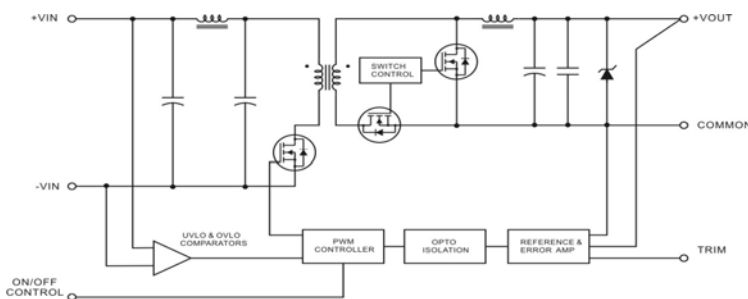 +VIN
+VOUT
SWITCH
CONTROL
COMMON
-VIN
UVLO & OVLO
COMPARATORS
PWM
CONTROLLER
OPTO
ISOLATION
REFERENCE &
ERROR AMP
TRIM
ON/OFF
CONTROL